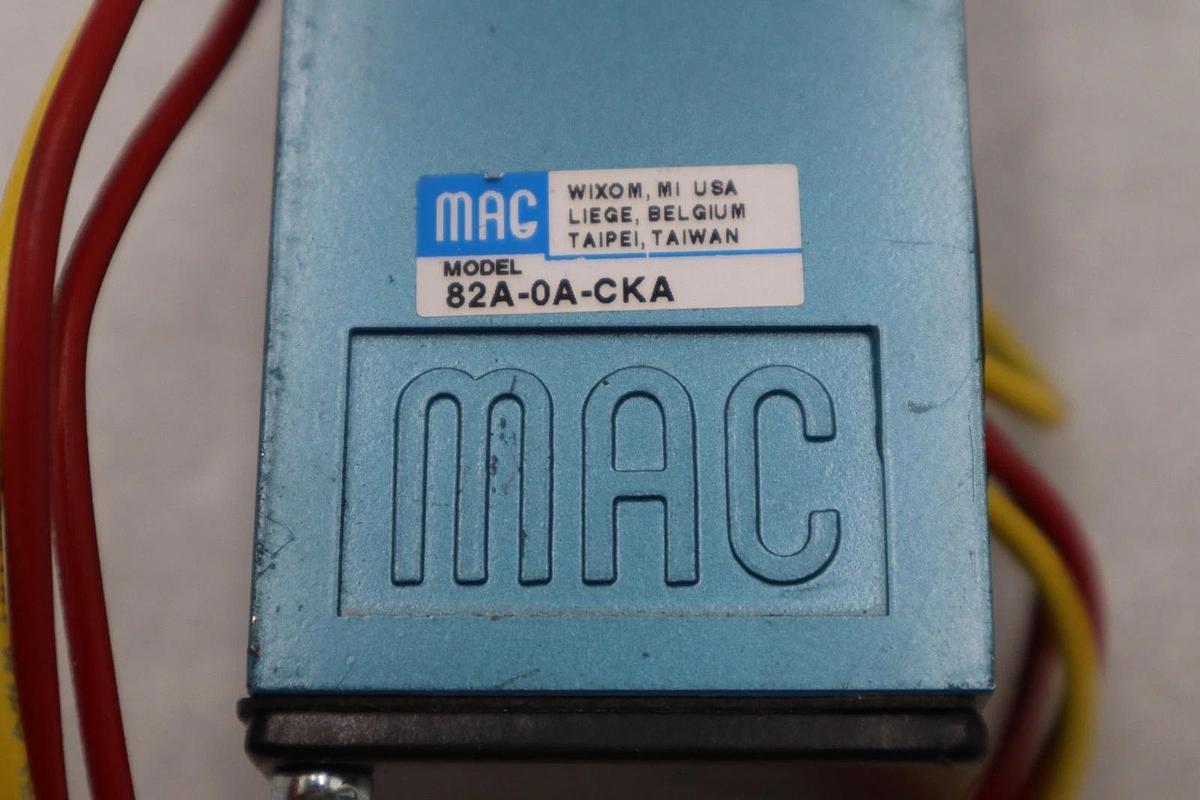 MAC
WIXOM, MI USA
LIEGE, BELGIUM
TAIPEI, TAIWAN
MODEL
82A-0A-CKA
MAC